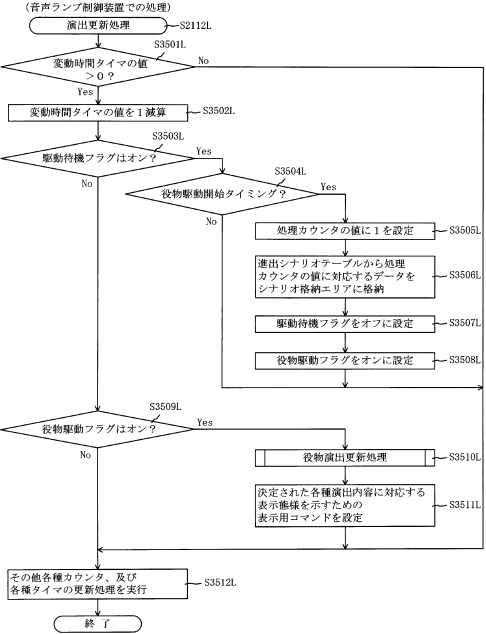 （音声ランプ制御装置での処理）
演出更新処理
S2112L
S3501L
変動時間タイマの値
＞０？
No
Yes
変動時間タイマの値を１減算
S3502L
S3503L
駆動待機フラグはオン？
Yes
No
S3504L
役物駆動開始タイミング？
Yes
No
処理カウンタの値に１を設定
S3505L
進出シナリオテーブルから処理
カウンタの値に対応するデータを
シナリオ格納エリアに格納
S3506L
駆動待機フラグをオフに設定
S3507L
役物駆動フラグをオンに設定
S3508L
S3509L
役物駆動フラグはオン？
Yes
No
役物演出更新処理
S3510L
決定された各種演出内容に対応する
表示態様を示すための
表示用コマンドを設定
S3511L
その他各種カウンタ、及び
各種タイマの更新処理を実行
S3512L
終了